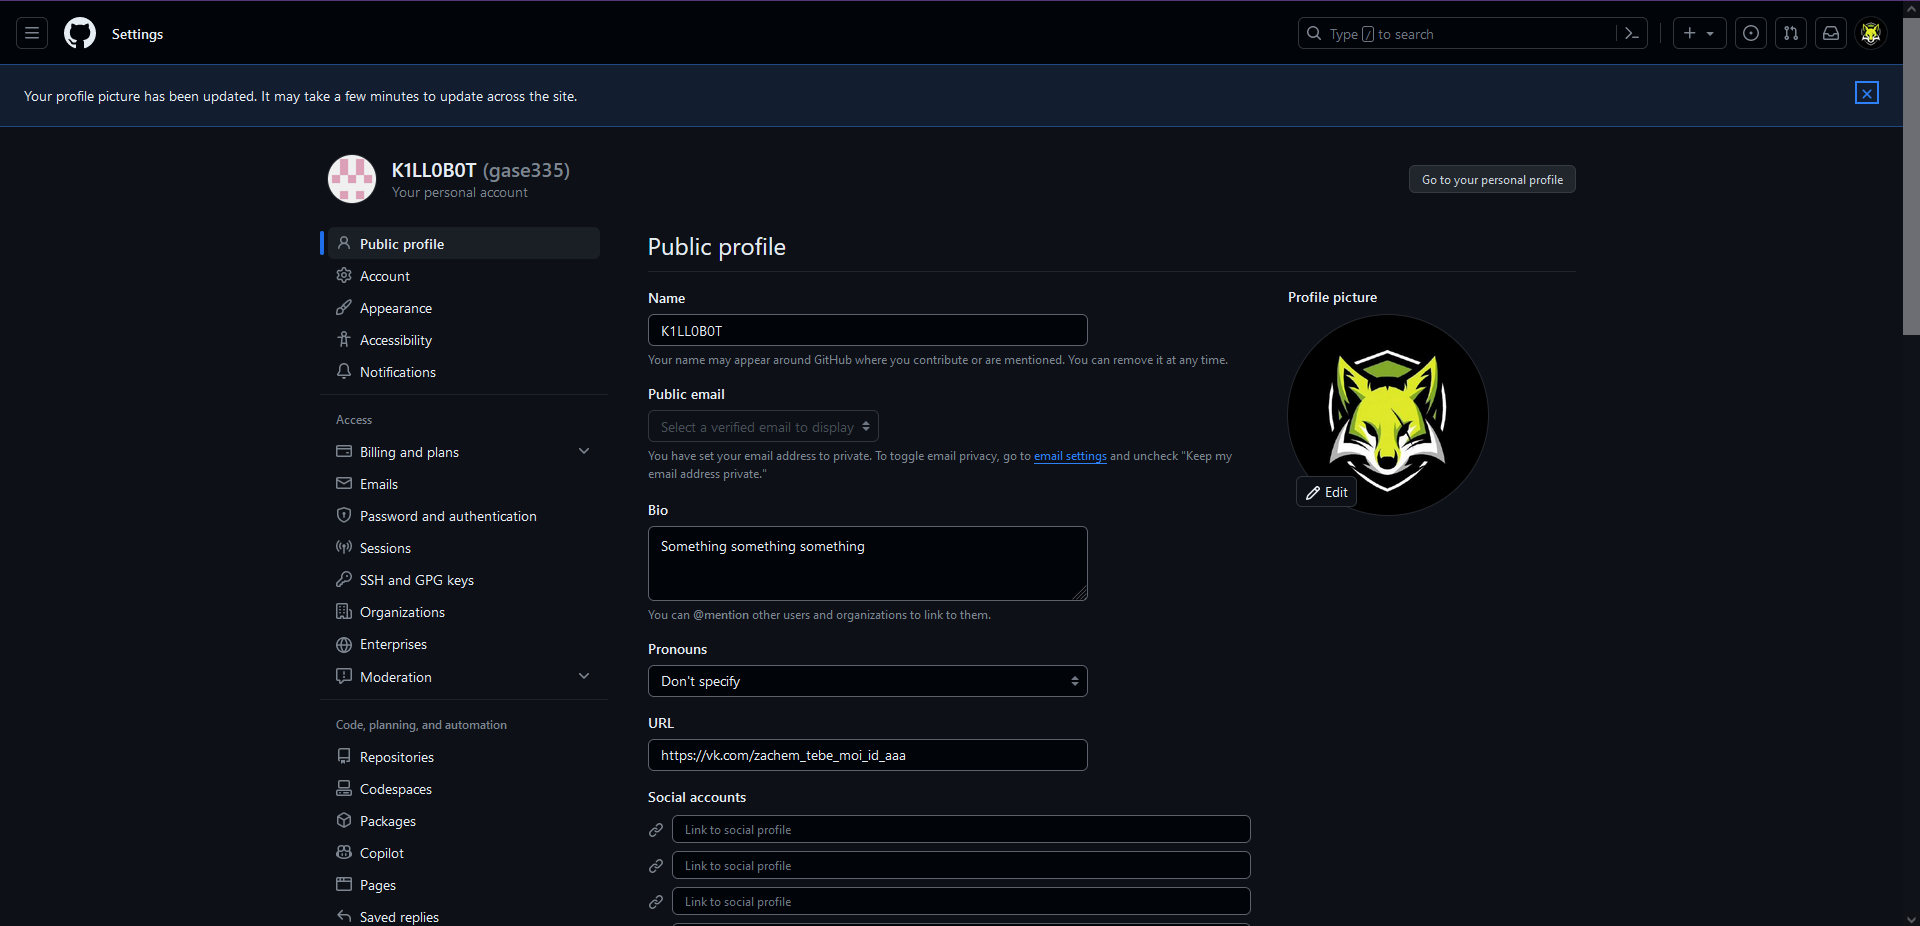 Settings
Type / to search
Your profile picture has been updated. It may take a few minutes to update across the site.
K1LL0B0T (gase335)
Your personal account
Go to your personal profile
Public profile
Account
Appearance
Accessibility
Notifications
Access
Billing and plans
Emails
Password and authentication
Sessions
SSH and GPG keys
Organizations
Enterprises
Moderation
Code, planning, and automation
Repositories
Codespaces
Packages
Copilot
Pages
Saved replies
Public profile
Name
K1LL0B0T
Your name may appear around GitHub where you contribute or are mentioned. You can remove it at any time.
Public email
Select a verified email to display
You have set your email address to private. To toggle email privacy, go to email settings and uncheck "Keep my
email address private."
Bio
Something something something
You can @mention other users and organizations to link to them.
Pronouns
Don't specify
URL
https://vk.com/zachem_tebe_moi_id_aaa
Social accounts
Link to social profile
Link to social profile
Link to social profile
Profile picture
Edit